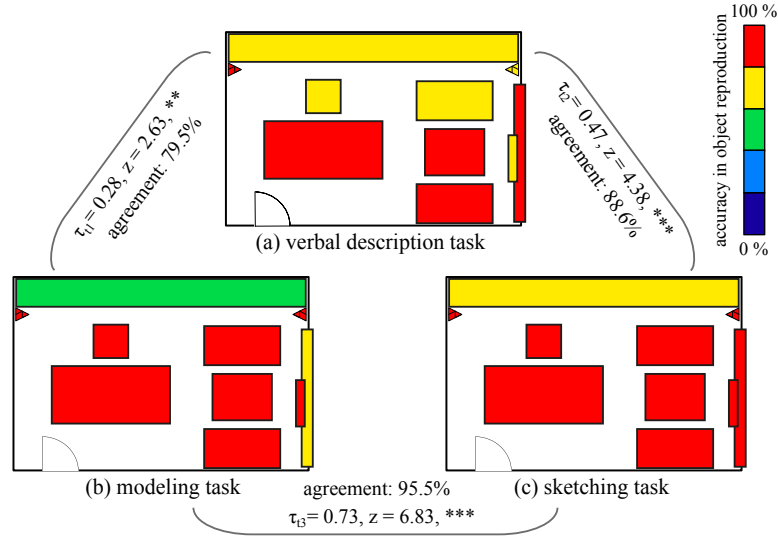 100 %
accuracy in object reproduction
0 %
τt1= 0.28, z = 2.63, **
agreement: 79.5%
τt2= 0.47, z = 4.38, ***
agreement: 88.6%
(a) verbal description task
(b) modeling task
(c) sketching task
agreement: 95.5%
τt3= 0.73, z = 6.83, ***